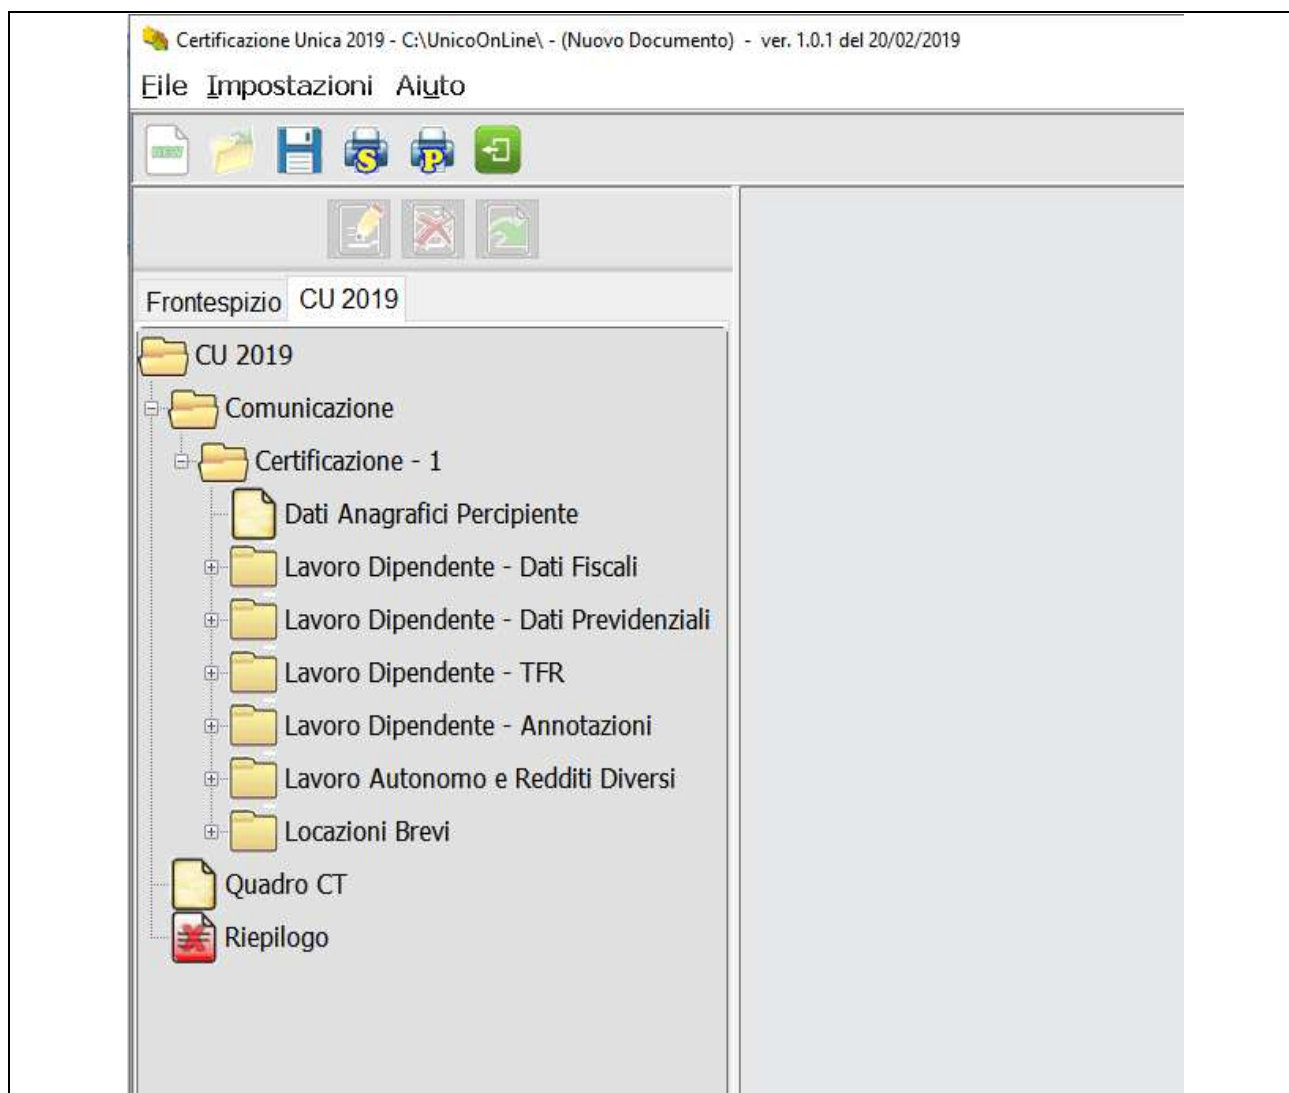 Certificazione Unica 2019 - C:\UnicoOnLine\ - (Nuovo Documento) - ver. 1.0.1 del 20/02/2019
File Impostazioni Aiuto
new S P
Frontespizio CU 2019
CU 2019
Comunicazione
Certificazione - 1
Dati Anagrafici Percipiente
Lavoro Dipendente - Dati Fiscali
Lavoro Dipendente - Dati Previdenziali
Lavoro Dipendente - TFR
Lavoro Dipendente - Annotazioni
Lavoro Autonomo e Redditi Diversi
Locazioni Brevi
Quadro CT
Riepilogo